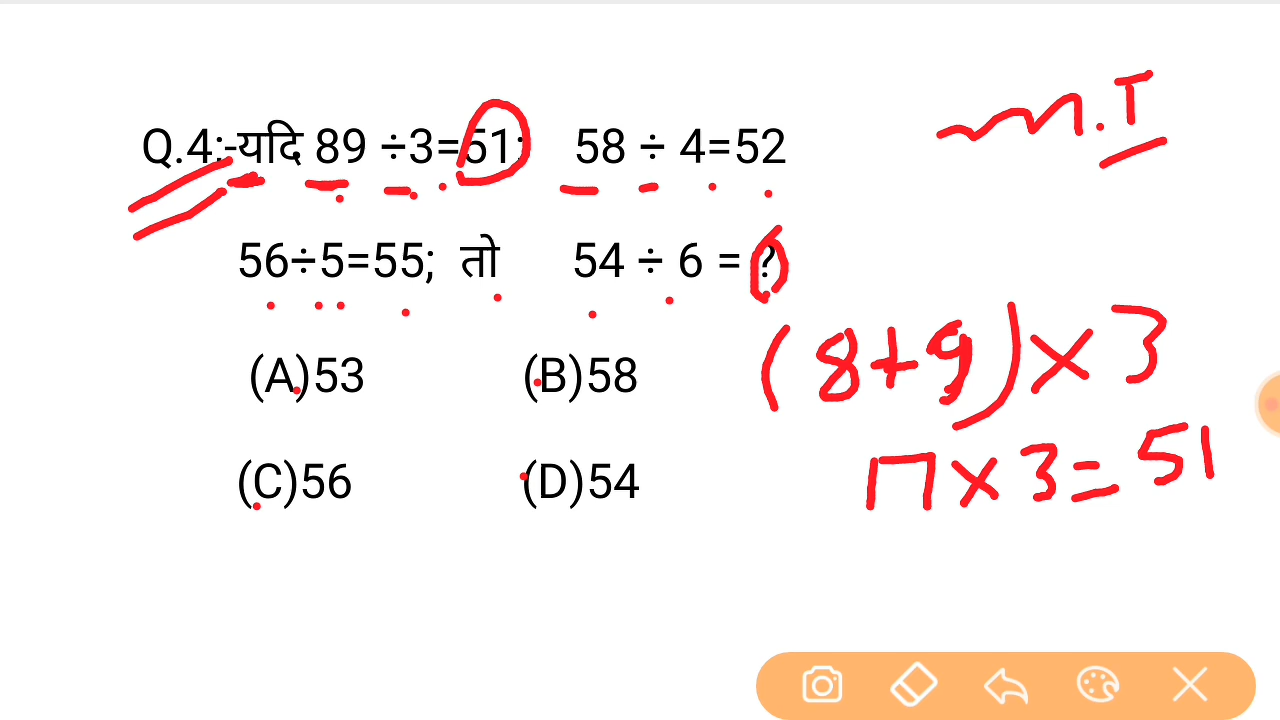 M.T
Q.4:-यदि 89 ÷3=51; 58 ÷ 4=52
56÷5=55; तो 54 ÷ 6 = ?
(8+9)×3
(A)53 (B)58
17×3=51
(C)56 (D)54